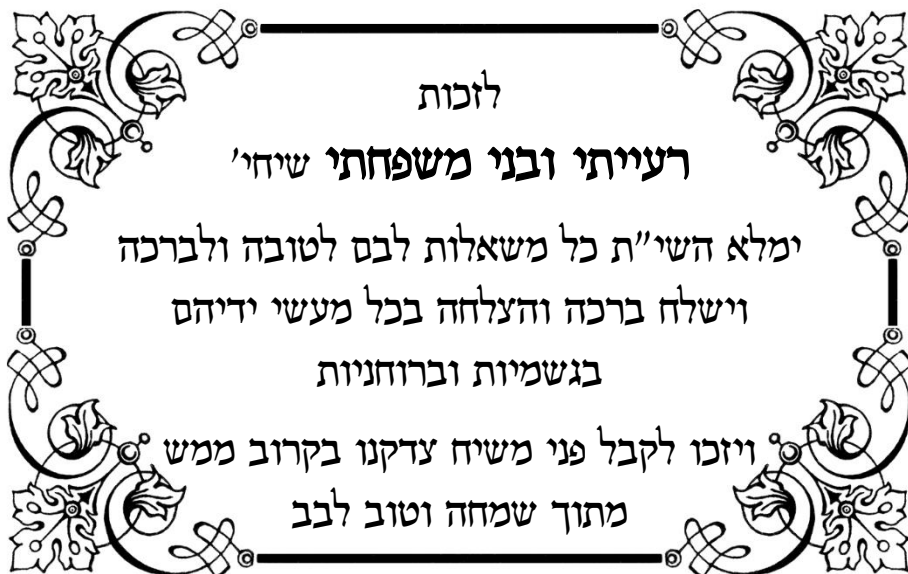 לזכות
רעייתי ובני משפחתי שיחי'
ימלא השי"ת כל משאלות לבם לטובה ולברכה
וישלח ברכה והצלחה בכל מעשי ידיהם
בגשמיות וברוחניות
ויזכו לקבל פני משיח צדקנו בקרוב ממש
מתוך שמחה וטוב לבב